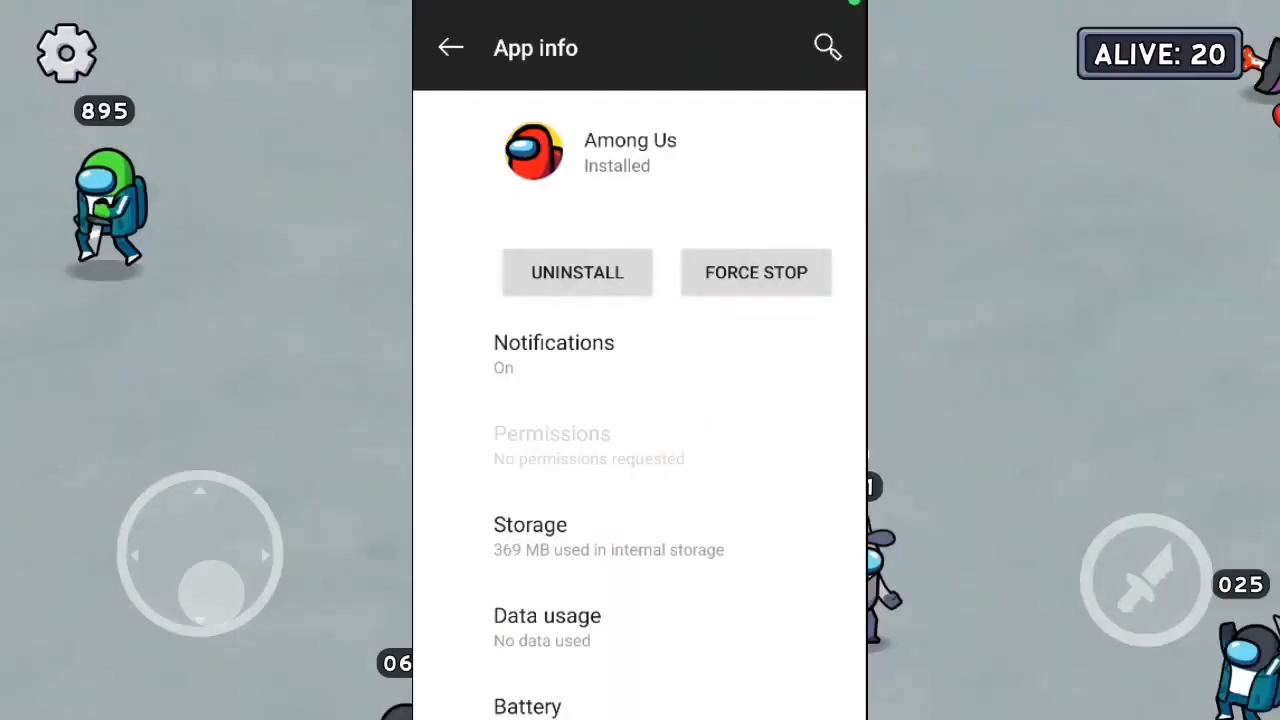 App info
ALIVE: 20
895
Among Us
Installed
UNINSTALL
FORCE STOP
Notifications
On
Permissions
No permissions requested
Storage
369 MB used in internal storage
1
025
Data usage
No data used
06
Battery